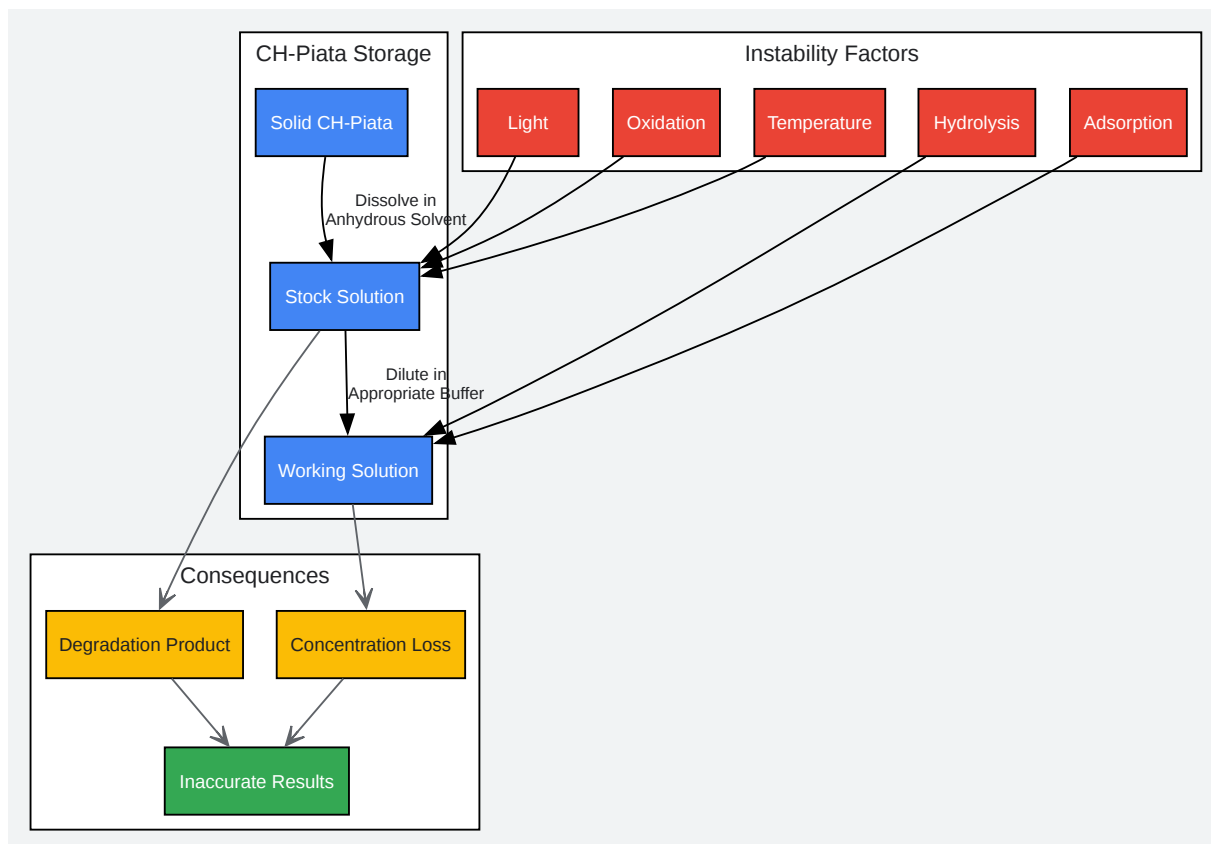 CH-Piata Storage
Instability Factors
Solid CH-Piata
Light
Oxidation
Temperature
Hydrolysis
Adsorption
Dissolve in
Anhydrous Solvent
Stock Solution
Dilute in
Appropriate Buffer
Working Solution
Consequences
Degradation Product
Concentration Loss
Inaccurate Results